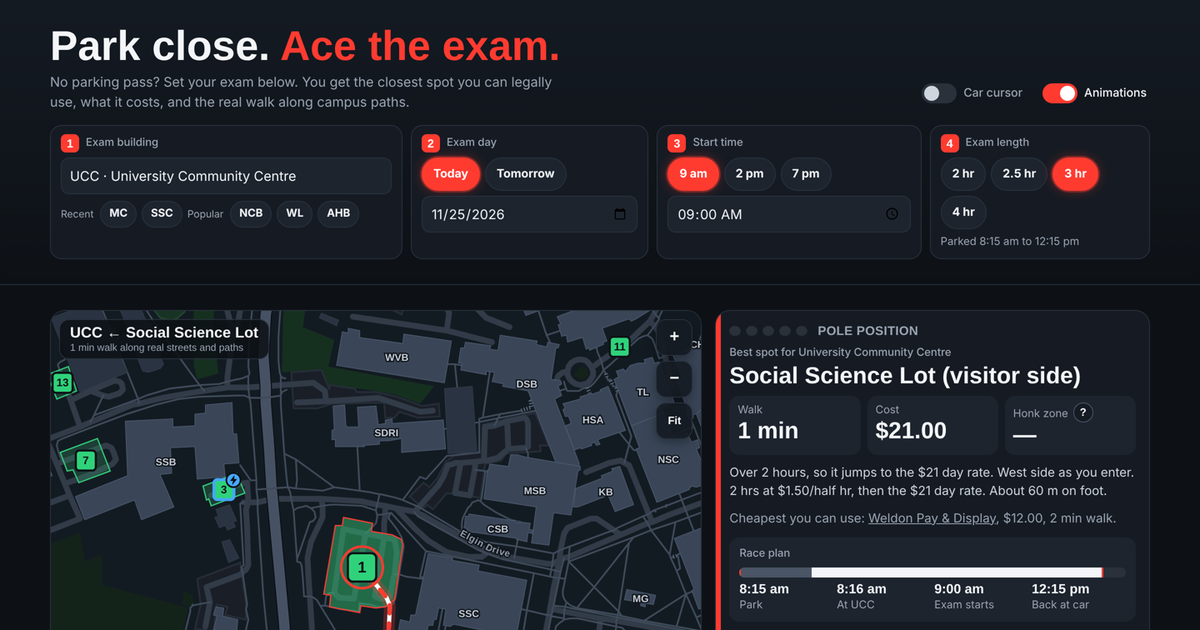 Park close. Ace the exam.
No parking pass? Set your exam below. You get the closest spot you can legally
use, what it costs, and the real walk along campus paths.
Car cursor
Animations
1 Exam building
UCC · University Community Centre
Recent MC SSC Popular NCB WL AHB
2 Exam day
Today Tomorrow
11/25/2026
3 Start time
9 am 2 pm 7 pm
09:00 AM
4 Exam length
2 hr 2.5 hr 3 hr
4 hr
Parked 8:15 am to 12:15 pm
UCC ← Social Science Lot
1 min walk along real streets and paths
+
−
Fit
11
13
WVB
DSB
TL
HSA
SDRI
7
SSB
3
NSC
MSB
KB
CSB
Elgin Drive
1
SSC
MG
POLE POSITION
Best spot for University Community Centre
Social Science Lot (visitor side)
Walk
1 min
Cost
$21.00
Honk zone ?
—
Over 2 hours, so it jumps to the $21 day rate. West side as you enter.
2 hrs at $1.50/half hr, then the $21 day rate. About 60 m on foot.
Cheapest you can use: Weldon Pay & Display, $12.00, 2 min walk.
Race plan
8:15 am 8:16 am 9:00 am 12:15 pm
Park At UCC Exam starts Back at car